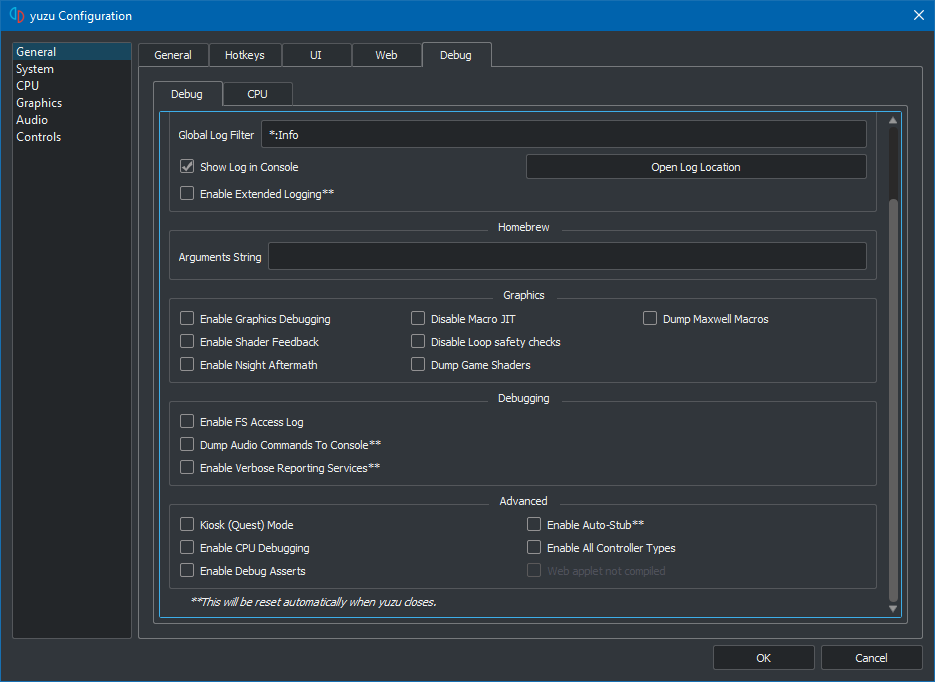 yuzu Configuration
General
System
CPU
Graphics
Audio
Controls
General Hotkeys UI Web Debug
Debug CPU
Global Log Filter *:Info
Show Log in Console Open Log Location
Enable Extended Logging**
Homebrew
Arguments String
Graphics
Enable Graphics Debugging Disable Macro JIT Dump Maxwell Macros
Enable Shader Feedback Disable Loop safety checks
Enable Nsight Aftermath Dump Game Shaders
Debugging
Enable FS Access Log
Dump Audio Commands To Console**
Enable Verbose Reporting Services**
Advanced
Kiosk (Quest) Mode Enable Auto-Stub**
Enable CPU Debugging Enable All Controller Types
Enable Debug Asserts Web applet not compiled
**This will be reset automatically when yuzu closes.
OK Cancel